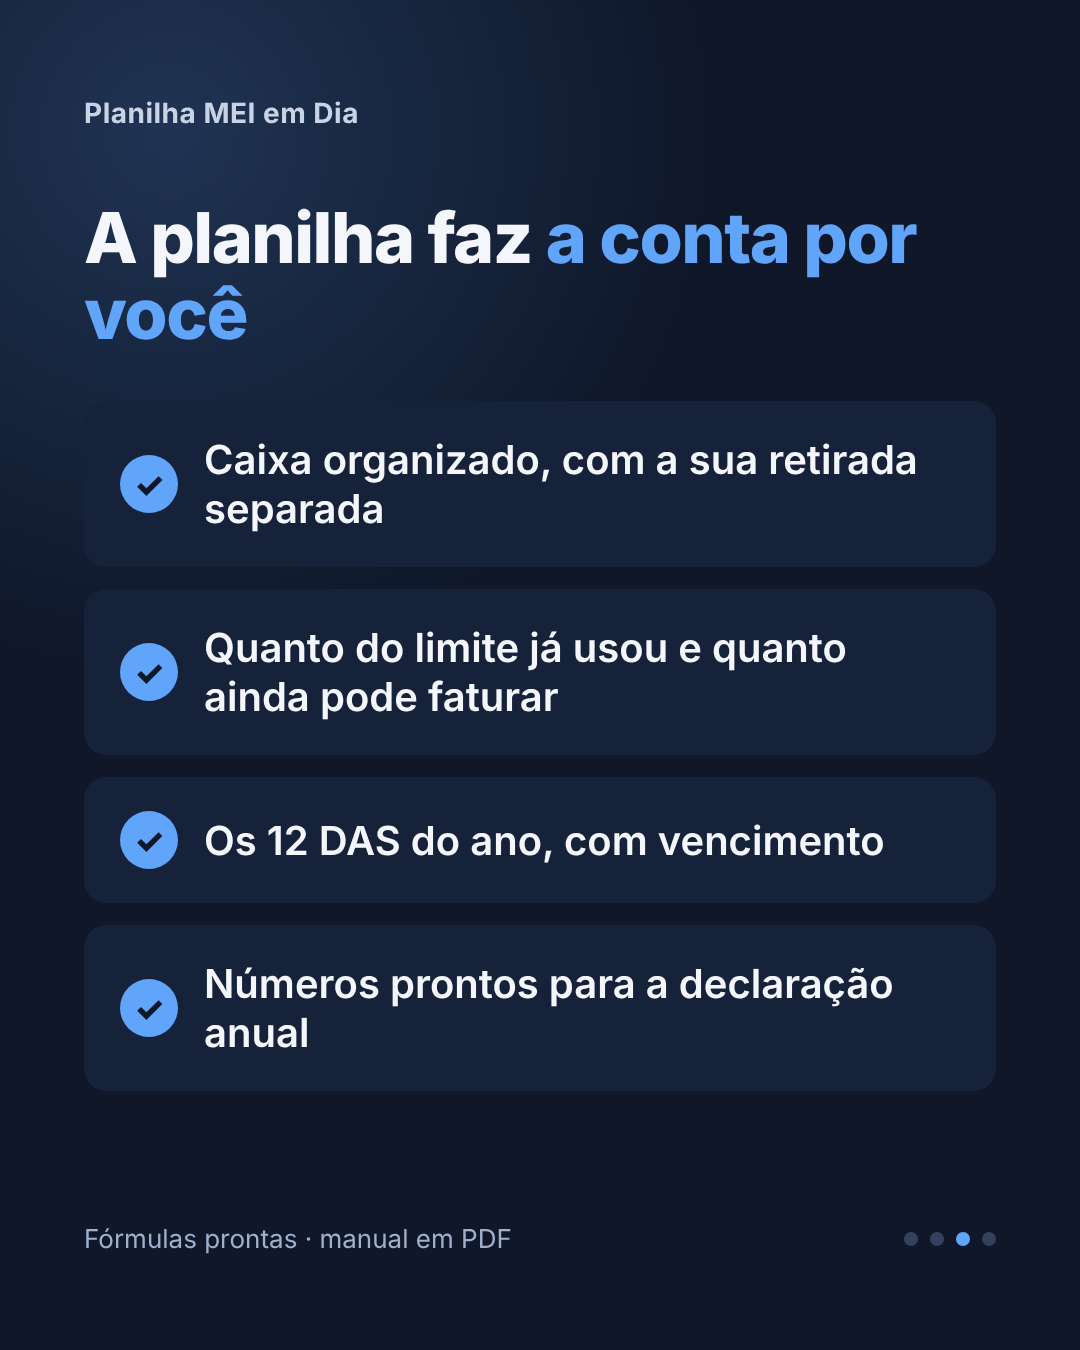 Planilha MEI em Dia
A planilha faz a conta por
você
Caixa organizado, com a sua retirada
separada
Quanto do limite já usou e quanto
ainda pode faturar
Os 12 DAS do ano, com vencimento
Números prontos para a declaração
anual
Fórmulas prontas · manual em PDF